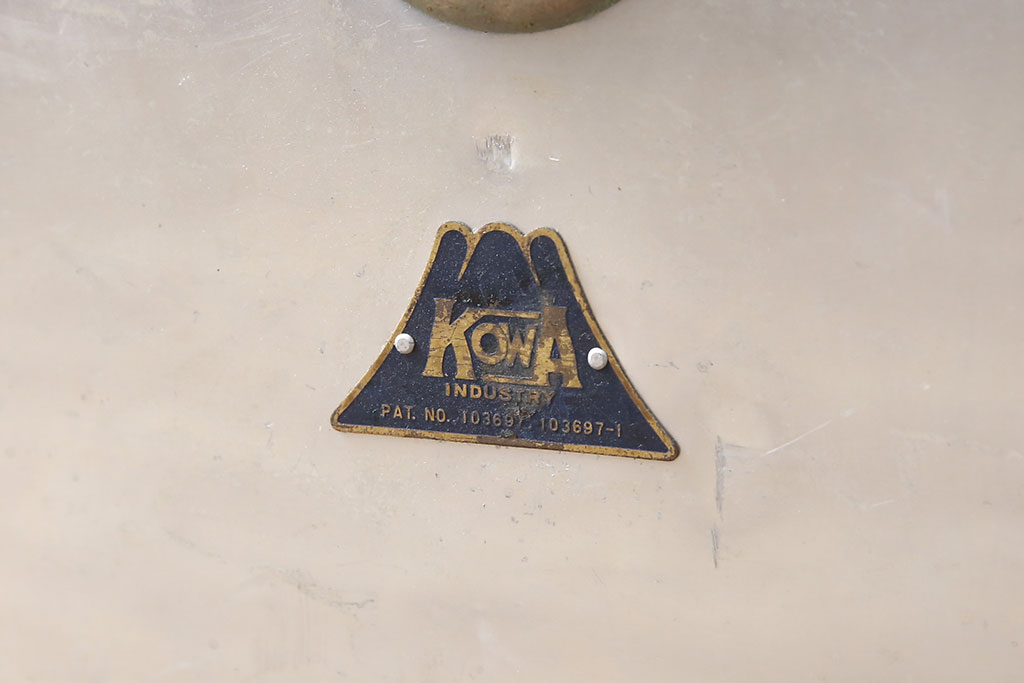 KOWA
INDUSTRY
PAT. NO. 103697, 103697-1